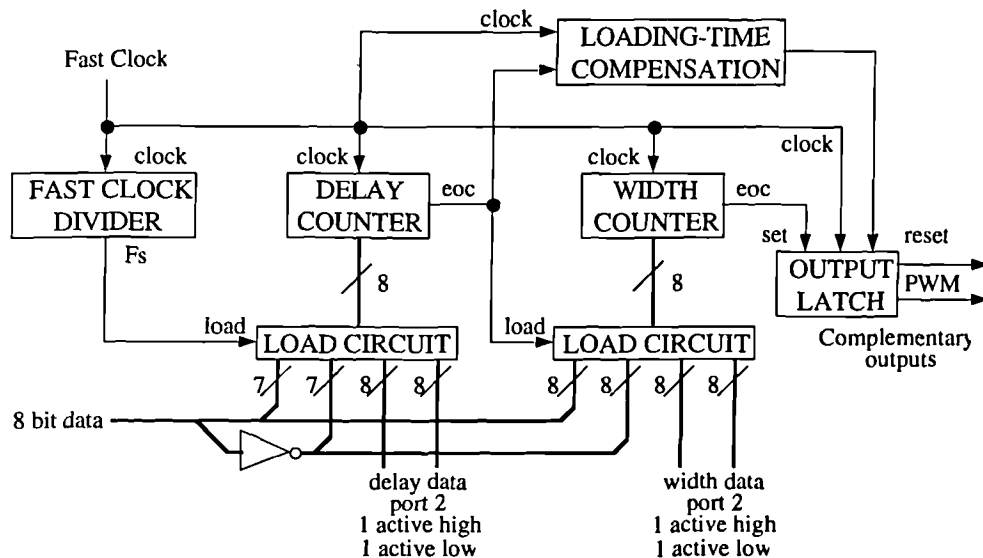 clock
LOADING-TIME
COMPENSATION
Fast Clock
clock
clock
clock
clock
FAST CLOCK
DIVIDER
DELAY
COUNTER
eoc
WIDTH
COUNTER
eoc
Fs
set
reset
8
8
OUTPUT
LATCH
PWM
Complementary
outputs
load
LOAD CIRCUIT
load
LOAD CIRCUIT
7
7
8
8
8
8
8
8
8 bit data
delay data
port 2
1 active high
1 active low
width data
port 2
1 active high
1 active low